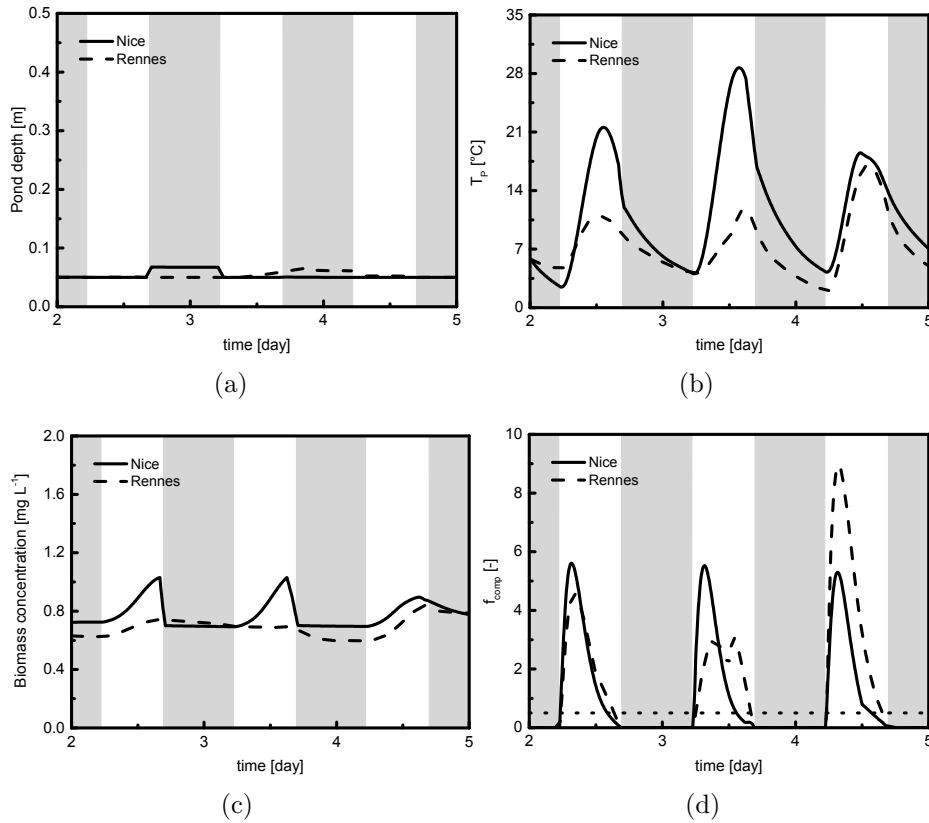 0.5
0.4
0.3
0.2
0.1
0.0
Pond depth [m]
Nice
Rennes
2 3 4 5
time [day]
(a)
35
28
21
14
7
0
T_P [°C]
Nice
Rennes
2 3 4 5
time [day]
(b)
2.0
1.6
1.2
0.8
0.4
0.0
Biomass concentration [mg L⁻¹]
Nice
Rennes
2 3 4 5
time [day]
(c)
10
8
6
4
2
0
f_comp [-]
Nice
Rennes
2 3 4 5
time [day]
(d)